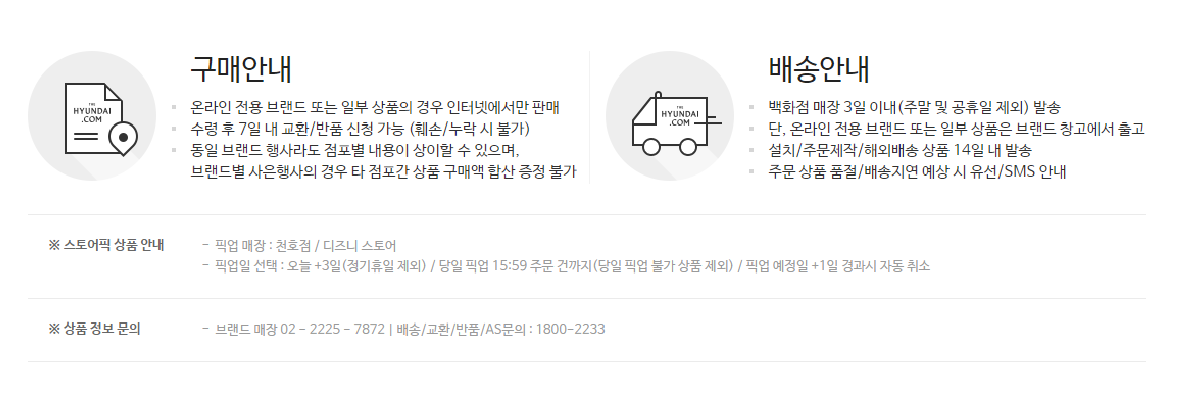 THE
HYUNDAI
.COM
구매안내
온라인 전용 브랜드 또는 일부 상품의 경우 인터넷에서만 판매
수령 후 7일 내 교환/반품 신청 가능 (훼손/누락 시 불가)
동일 브랜드 행사라도 점포별 내용이 상이할 수 있으며,
브랜드별 사은행사의 경우 타 점포간 상품 구매액 합산 증정 불가
THE
HYUNDAI
.COM
배송안내
백화점 매장 3일 이내(주말 및 공휴일 제외) 발송
단, 온라인 전용 브랜드 또는 일부 상품은 브랜드 창고에서 출고
설치/주문제작/해외배송 상품 14일 내 발송
주문 상품 품절/배송지연 예상 시 유선/SMS 안내
※ 스토어픽 상품 안내
- 픽업 매장 : 천호점 / 디즈니 스토어
- 픽업일 선택 : 오늘 +3일(정기휴일 제외) / 당일 픽업 15:59 주문 건까지(당일 픽업 불가 상품 제외) / 픽업 예정일 +1일 경과시 자동 취소
※ 상품 정보 문의
- 브랜드 매장 02 - 2225 - 7872 | 배송/교환/반품/AS문의 : 1800-2233